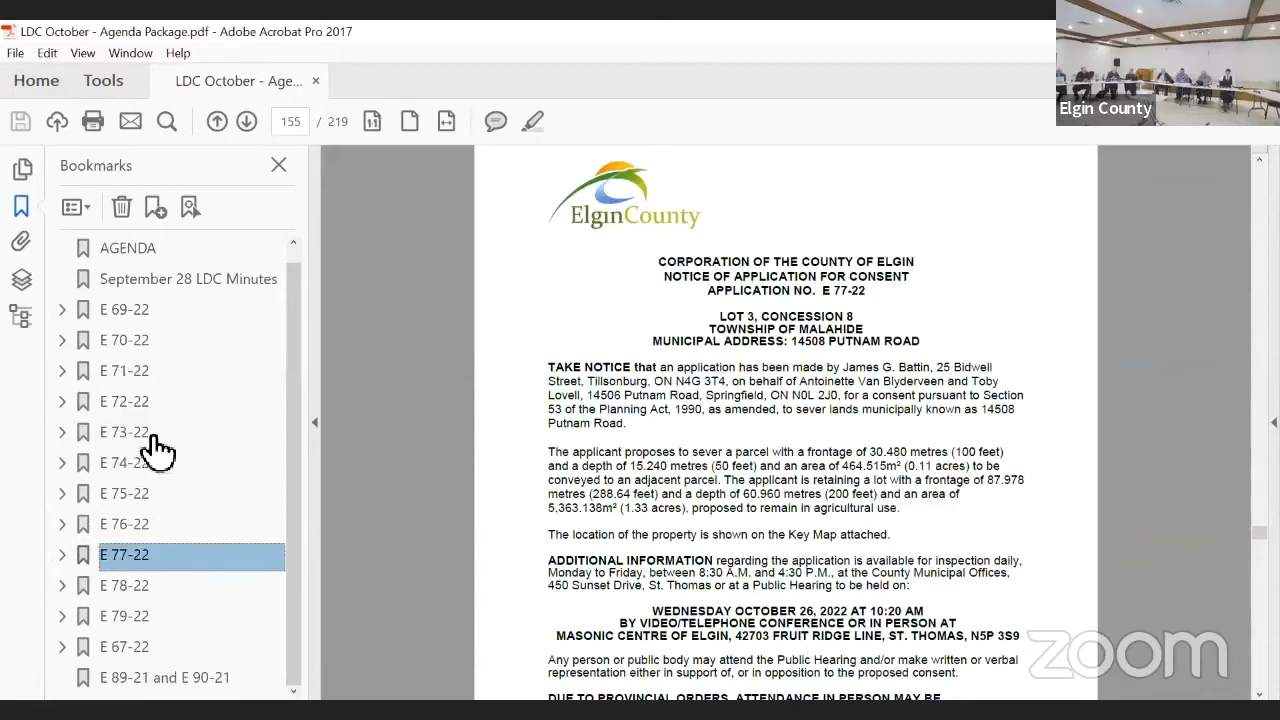 LDC October - Agenda Package.pdf - Adobe Acrobat Pro 2017
File Edit View Window Help
Home Tools LDC October - Age... ×
155 / 219
Elgin County
Bookmarks
AGENDA
September 28 LDC Minutes
E 69-22
E 70-22
E 71-22
E 72-22
E 73-22
E 74-22
E 75-22
E 76-22
E 77-22
E 78-22
E 79-22
E 67-22
E 89-21 and E 90-21
ElginCounty
CORPORATION OF THE COUNTY OF ELGIN
NOTICE OF APPLICATION FOR CONSENT
APPLICATION NO. E 77-22
LOT 3, CONCESSION 8
TOWNSHIP OF MALAHIDE
MUNICIPAL ADDRESS: 14508 PUTNAM ROAD
TAKE NOTICE that an application has been made by James G. Battin, 25 Bidwell
Street, Tillsonburg, ON N4G 3T4, on behalf of Antoinette Van Blyderveen and Toby
Lovell, 14506 Putnam Road, Springfield, ON N0L 2J0, for a consent pursuant to Section
53 of the Planning Act, 1990, as amended, to sever lands municipally known as 14508
Putnam Road.
The applicant proposes to sever a parcel with a frontage of 30.480 metres (100 feet)
and a depth of 15.240 metres (50 feet) and an area of 464.515m² (0.11 acres) to be
conveyed to an adjacent parcel. The applicant is retaining a lot with a frontage of 87.978
metres (288.64 feet) and a depth of 60.960 metres (200 feet) and an area of
5,363.138m² (1.33 acres), proposed to remain in agricultural use.
The location of the property is shown on the Key Map attached.
ADDITIONAL INFORMATION regarding the application is available for inspection daily,
Monday to Friday, between 8:30 A.M. and 4:30 P.M., at the County Municipal Offices,
450 Sunset Drive, St. Thomas or at a Public Hearing to be held on:
WEDNESDAY OCTOBER 26, 2022 AT 10:20 AM
BY VIDEO/TELEPHONE CONFERENCE OR IN PERSON AT
MASONIC CENTRE OF ELGIN, 42703 FRUIT RIDGE LINE, ST. THOMAS, N5P 3S9
Any person or public body may attend the Public Hearing and/or make written or verbal
representation either in support of, or in opposition to the proposed consent.
DUE TO PROVINCIAL ORDERS, ATTENDANCE IN PERSON MAY BE
zoom